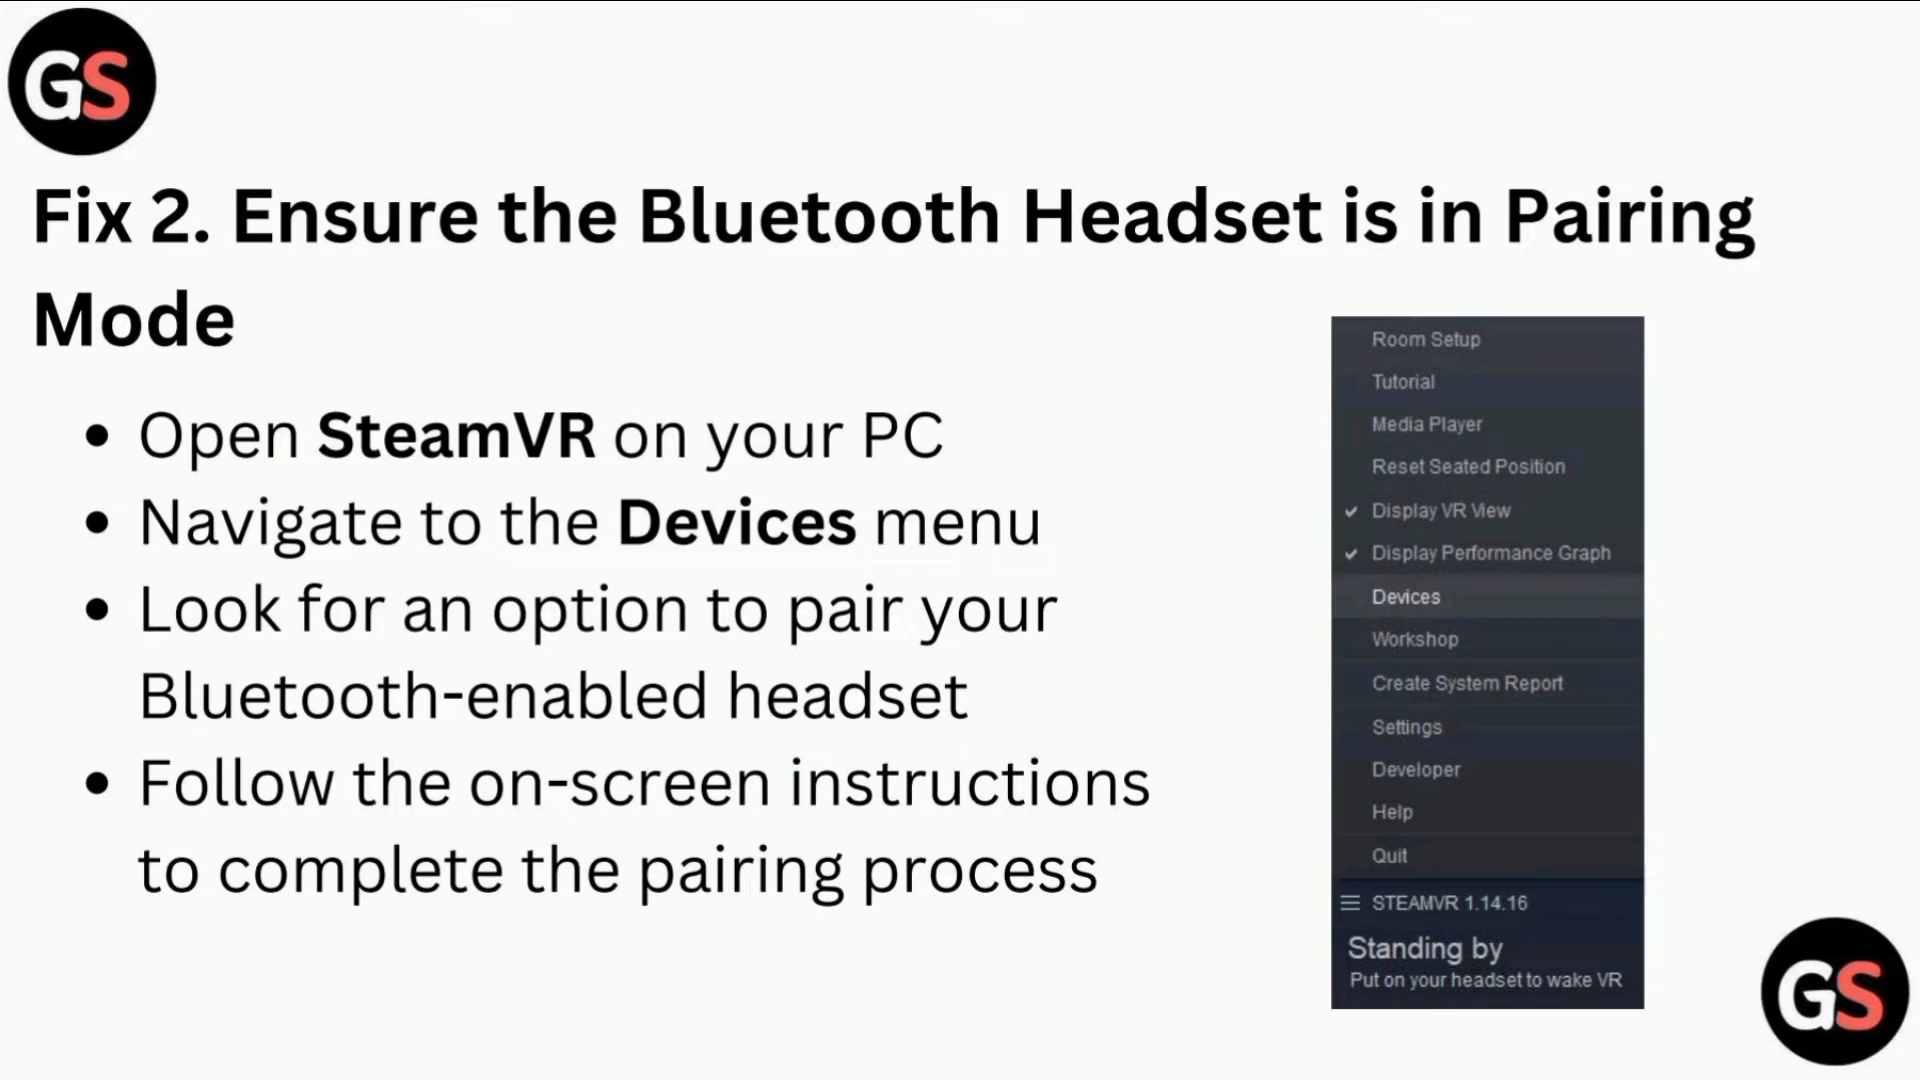 GS
Fix 2. Ensure the Bluetooth Headset is in Pairing
Mode
• Open SteamVR on your PC
• Navigate to the Devices menu
• Look for an option to pair your
Bluetooth-enabled headset
• Follow the on-screen instructions
to complete the pairing process
Room Setup
Tutorial
Media Player
Reset Seated Position
✓ Display VR View
✓ Display Performance Graph
Devices
Workshop
Create System Report
Settings
Developer
Help
Quit
STEAMVR 1.14.16
Standing by
Put on your headset to wake VR
GS